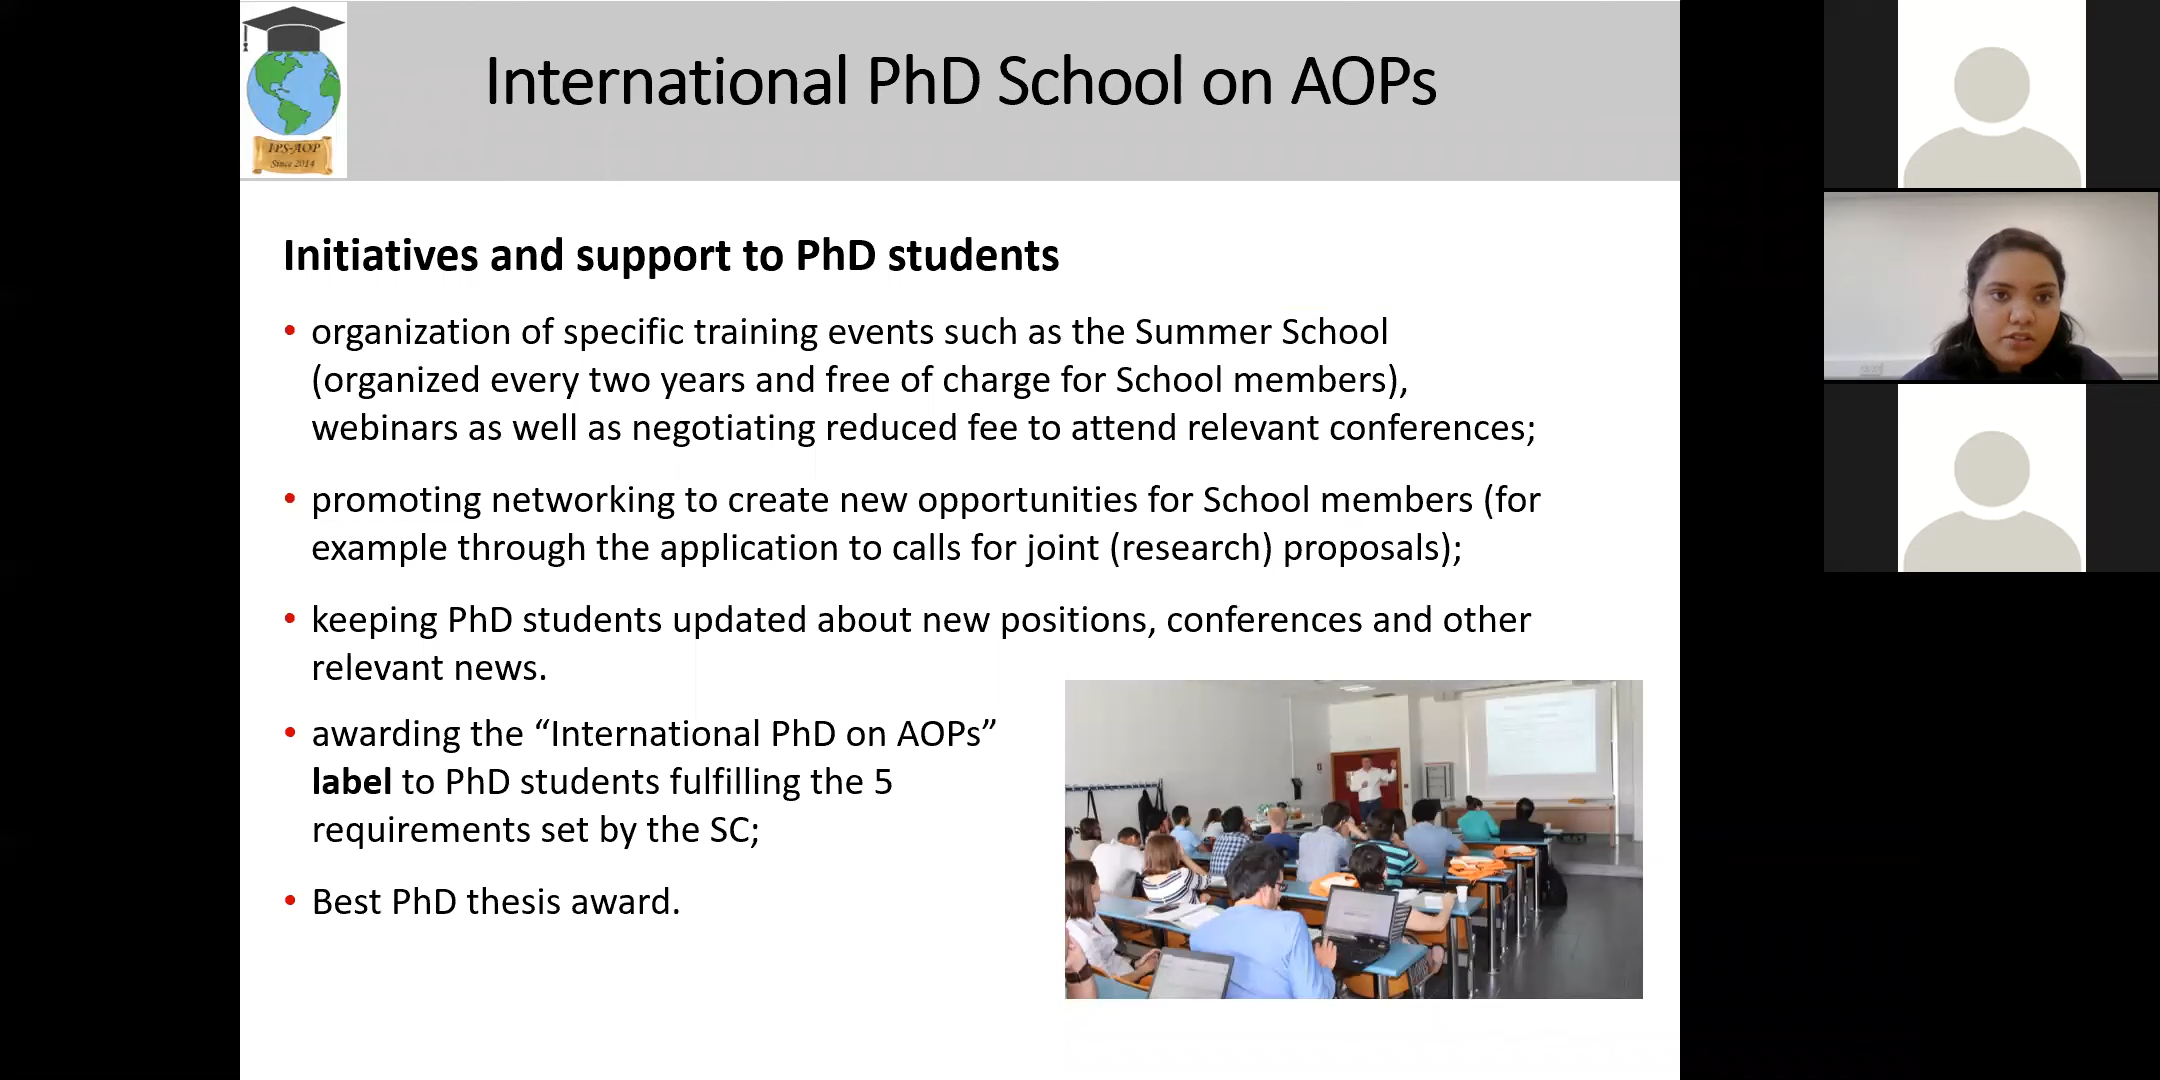 International PhD School on AOPs
IPS-AOP
Since 2014
Initiatives and support to PhD students
• organization of specific training events such as the Summer School
(organized every two years and free of charge for School members),
webinars as well as negotiating reduced fee to attend relevant conferences;
• promoting networking to create new opportunities for School members (for
example through the application to calls for joint (research) proposals);
• keeping PhD students updated about new positions, conferences and other
relevant news.
• awarding the “International PhD on AOPs”
label to PhD students fulfilling the 5
requirements set by the SC;
• Best PhD thesis award.